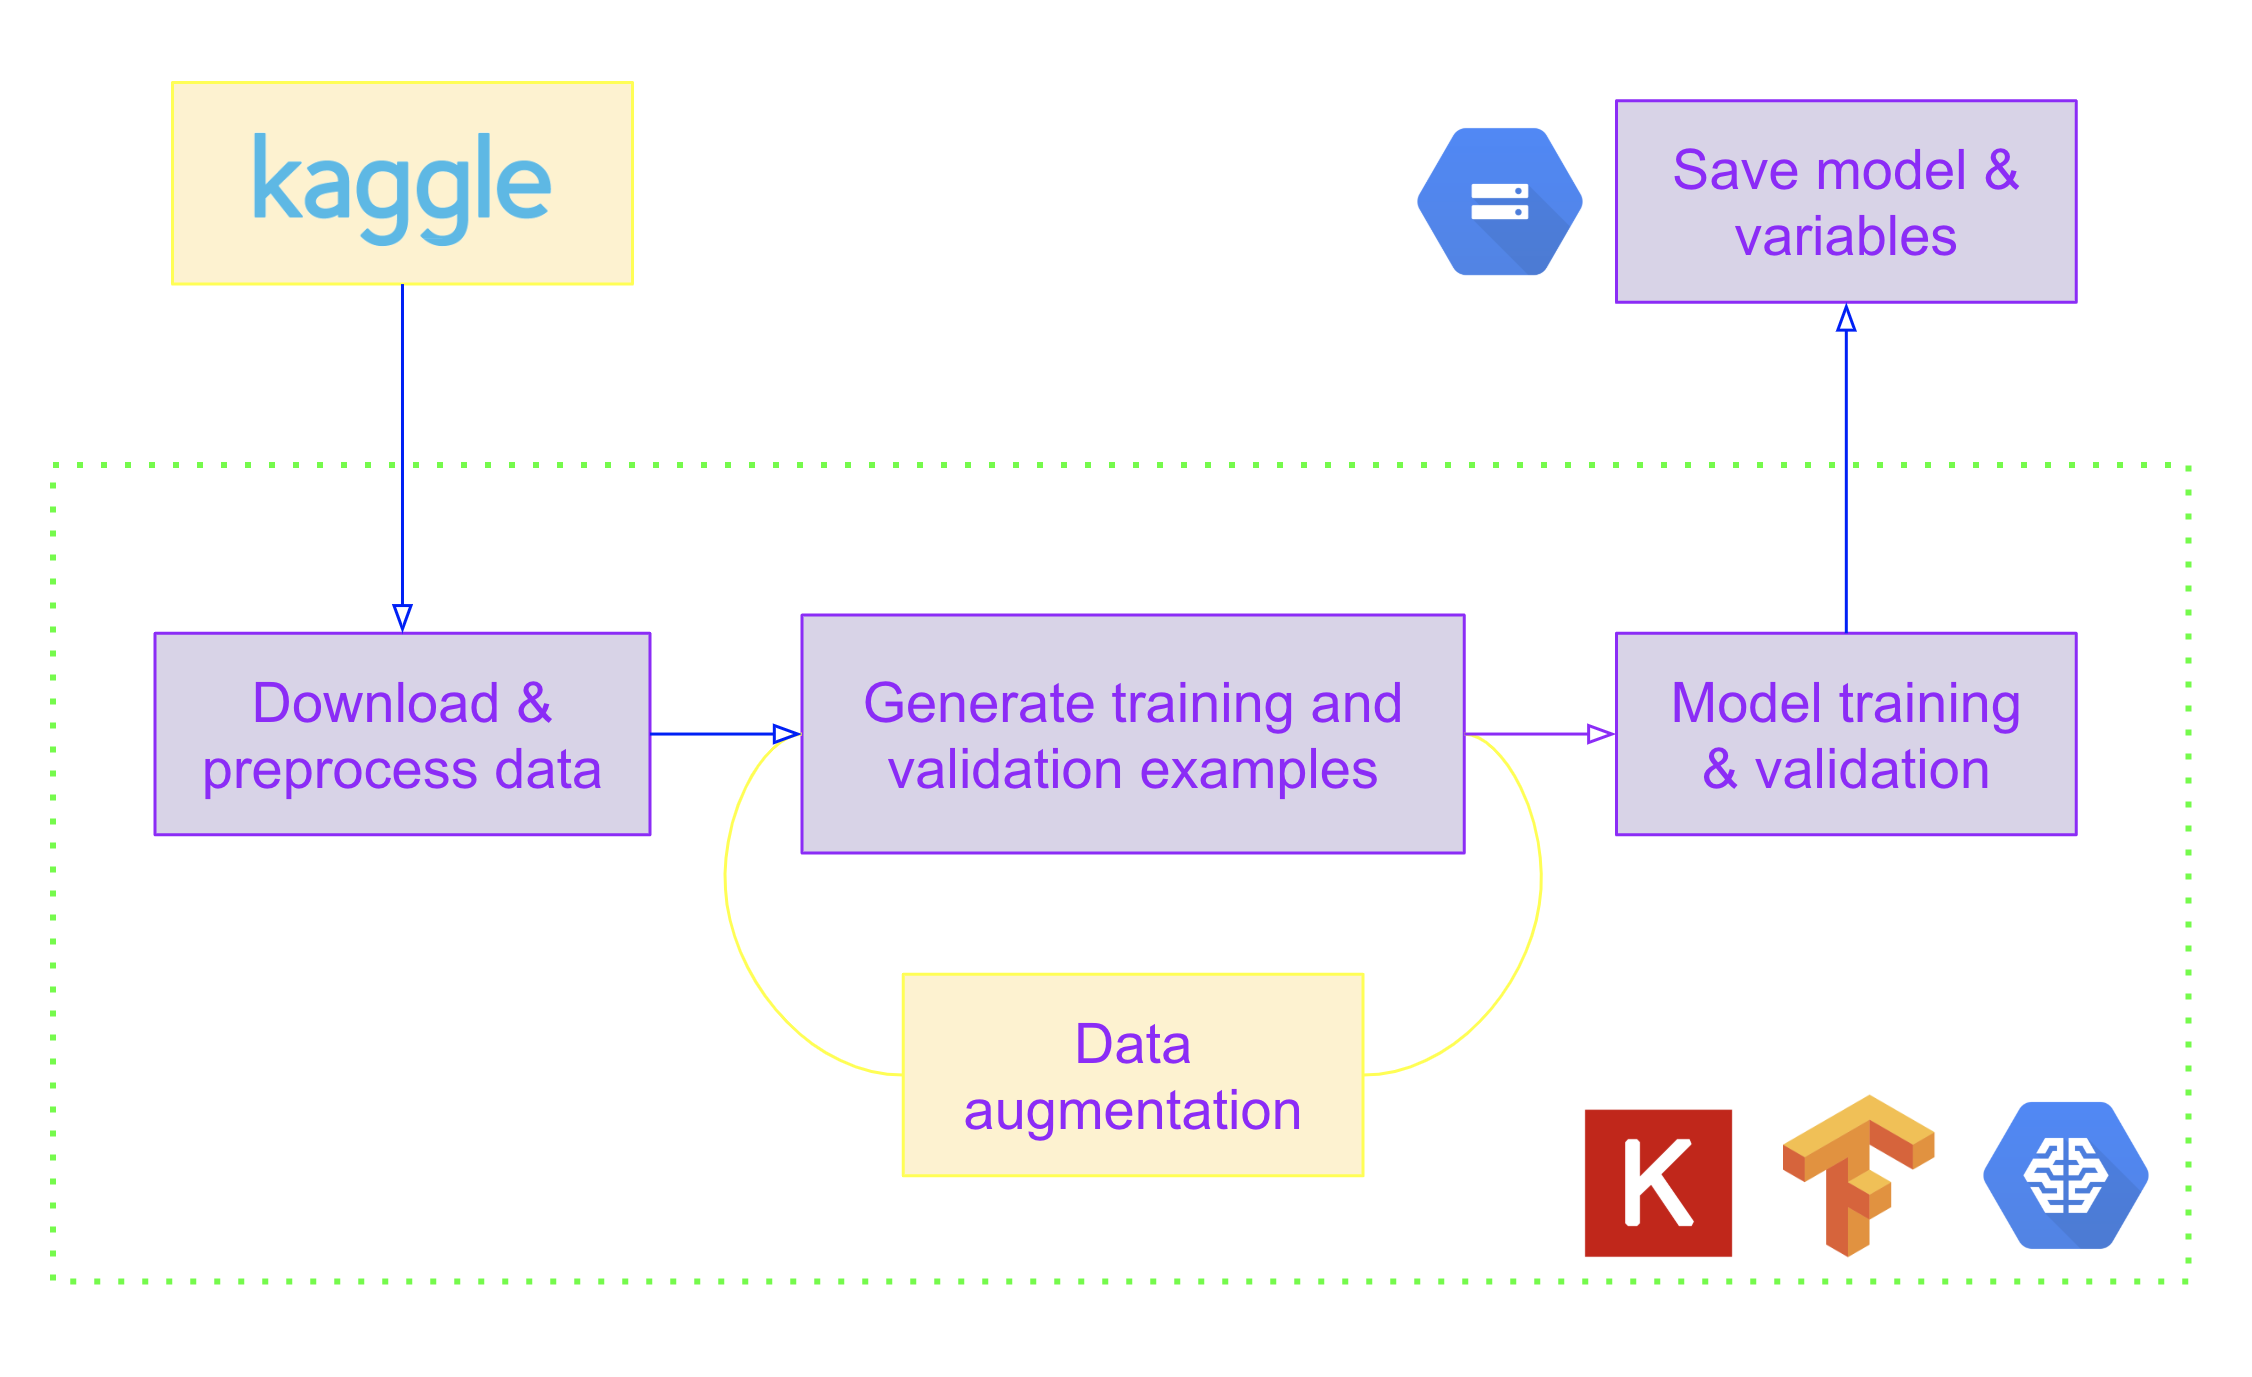 kaggle
Save model &
variables
Download &
preprocess data
Generate training and
validation examples
Model training
& validation
Data
augmentation
K